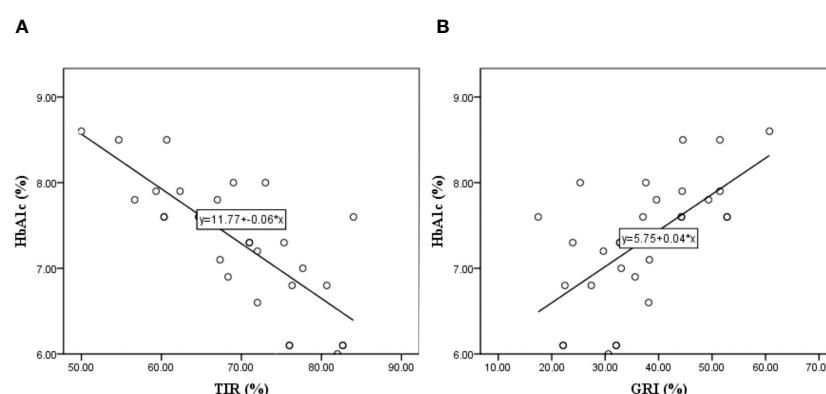 A
B
HbA1c (%)
9.00
8.00
7.00
6.00
y=11.77+-0.06*x
50.00 60.00 70.00 80.00 90.00
TIR (%)
HbA1c (%)
9.00
8.00
7.00
6.00
y=5.75+0.04*x
10.00 20.00 30.00 40.00 50.00 60.00 70.0
GRI (%)